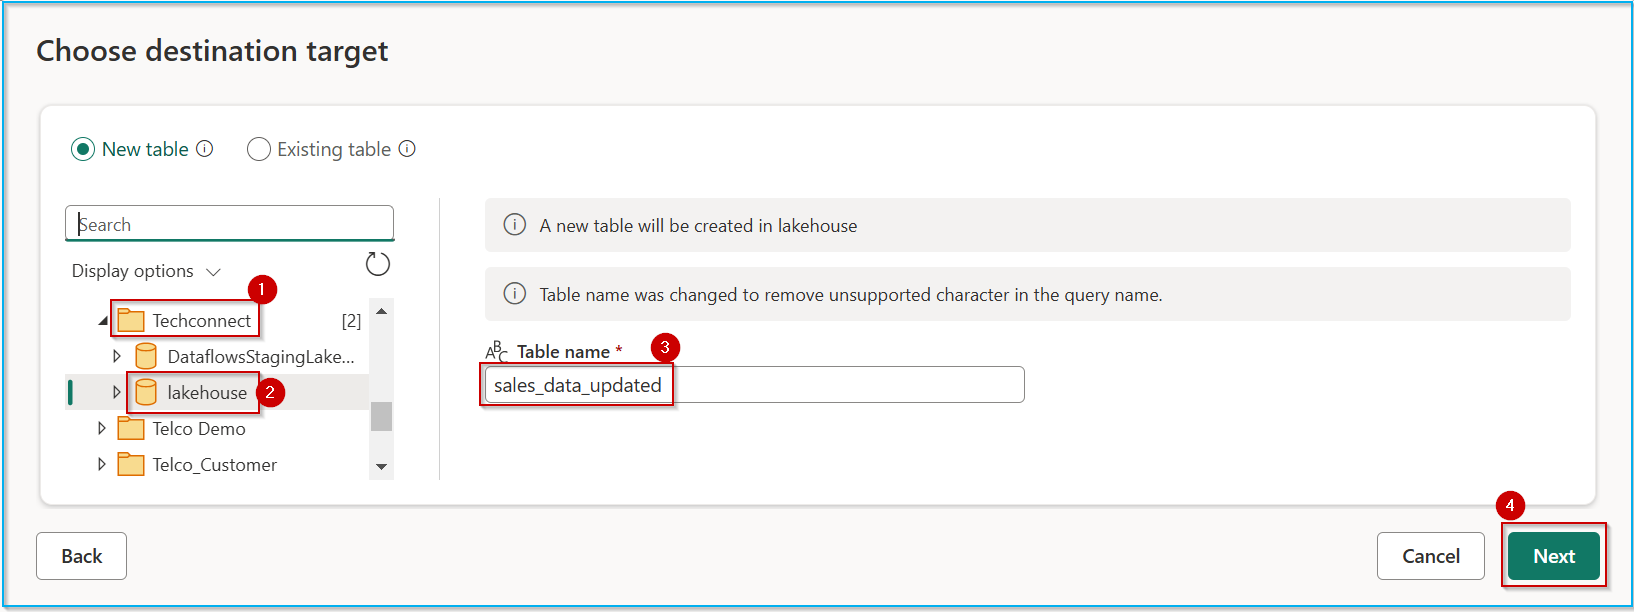 Choose destination target
New table
Existing table
Search
Display options
1
Techconnect [2]
DataflowsStagingLake...
lakehouse 2
Telco Demo
Telco_Customer
A new table will be created in lakehouse
Table name was changed to remove unsupported character in the query name.
ABC Table name * 3
sales_data_updated
4
Back
Cancel
Next